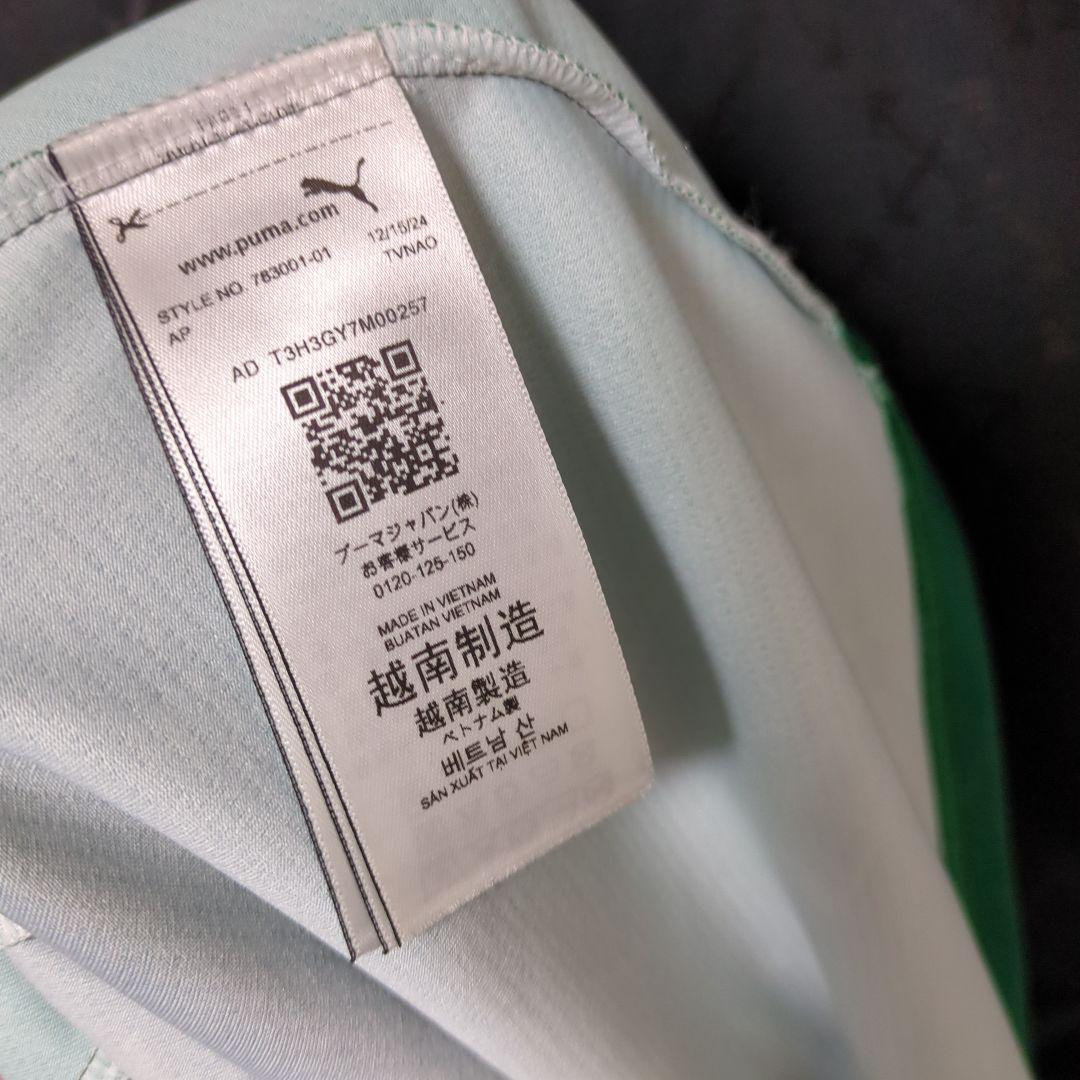 www.puma.com
12/15/24
STYLE NO 783001-01 TVNAO
AP
AD T3H3GY7M00257
プーマジャパン(株)
お客様サービス
0120-125-150
MADE IN VIETNAM
BUATAN VIETNAM
越南制造
越南製造
ベトナム製
베트남 산
SẢN XUẤT TẠI VIỆT NAM